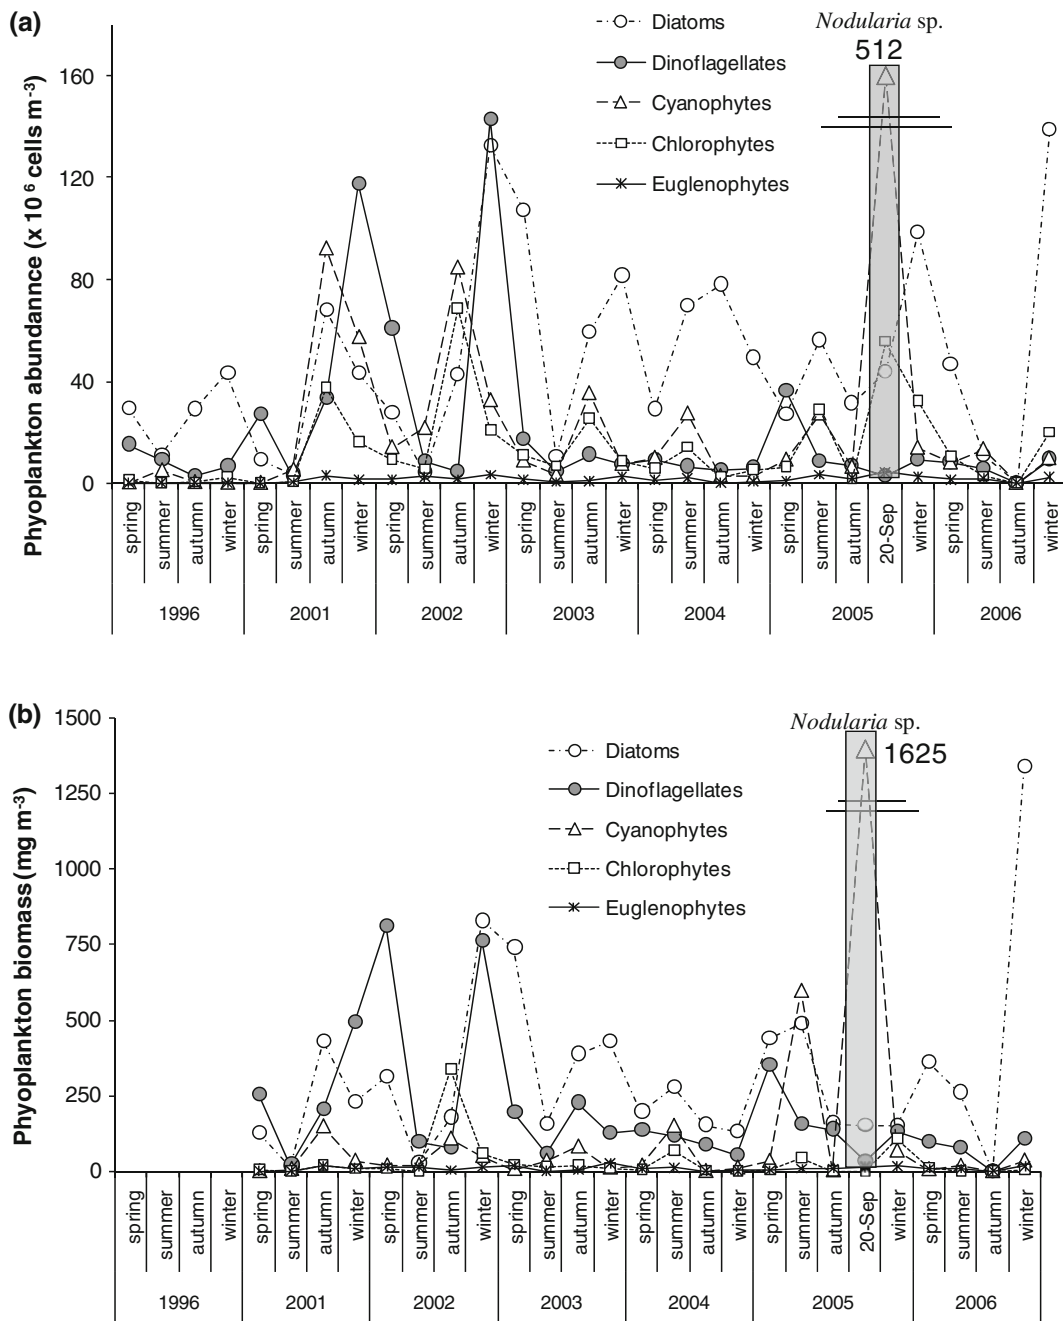 (a)
Phyoplankton abundannce (x 10⁶ cells m⁻³)
160
120
80
40
0
Diatoms
Dinoflagellates
Cyanophytes
Chlorophytes
Euglenophytes
Nodularia sp.
512
spring summer autumn winter spring summer autumn winter spring summer autumn winter spring summer autumn winter spring summer autumn winter spring summer autumn 20-Sep winter spring summer autumn winter
1996 2001 2002 2003 2004 2005 2006
(b)
Phyoplankton biomass (mg m⁻³)
1500
1250
1000
750
500
250
0
Diatoms
Dinoflagellates
Cyanophytes
Chlorophytes
Euglenophytes
Nodularia sp.
1625
spring summer autumn winter spring summer autumn winter spring summer autumn winter spring summer autumn winter spring summer autumn winter spring summer autumn 20-Sep winter spring summer autumn winter
1996 2001 2002 2003 2004 2005 2006